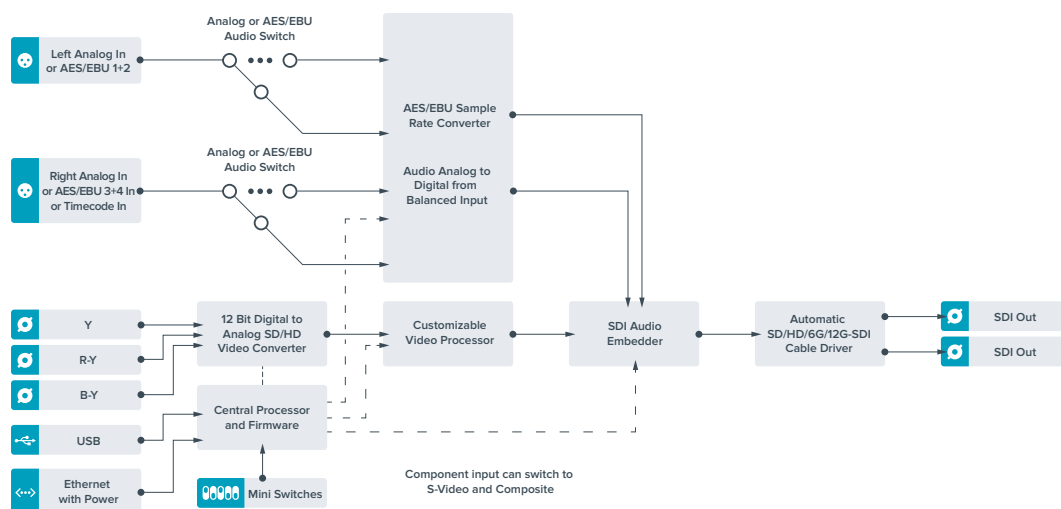 Analog or AES/EBU
Audio Switch
Left Analog In
or AES/EBU 1+2
AES/EBU Sample
Rate Converter
Analog or AES/EBU
Audio Switch
Right Analog In
or AES/EBU 3+4 In
or Timecode In
Audio Analog to
Digital from
Balanced Input
Y
R-Y
B-Y
12 Bit Digital to
Analog SD/HD
Video Converter
Customizable
Video Processor
SDI Audio
Embedder
Automatic
SD/HD/6G/12G-SDI
Cable Driver
SDI Out
SDI Out
USB
Ethernet
with Power
Central Processor
and Firmware
Mini Switches
Component input can switch to
S-Video and Composite